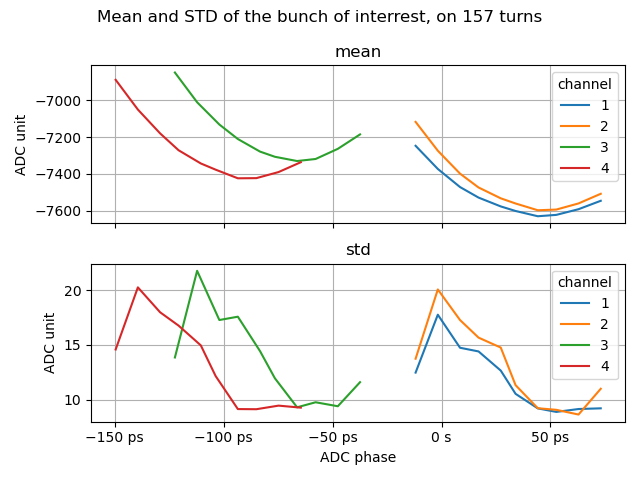 Mean and STD of the bunch of interrest, on 157 turns
mean
ADC unit
−7000
−7200
−7400
−7600
channel
1
2
3
4
std
ADC unit
20
15
10
channel
1
2
3
4
−150 ps
−100 ps
−50 ps
0 s
50 ps
ADC phase